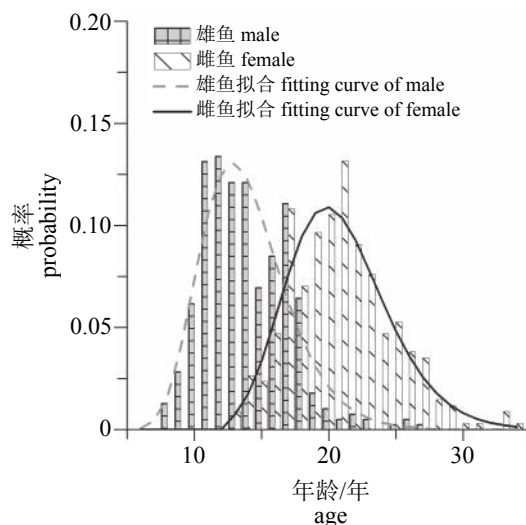 0.20
雄鱼 male
雌鱼 female
雄鱼拟合 fitting curve of male
雌鱼拟合 fitting curve of female
0.15
概率
probability
0.10
0.05
0
10
20
30
年龄/年
age